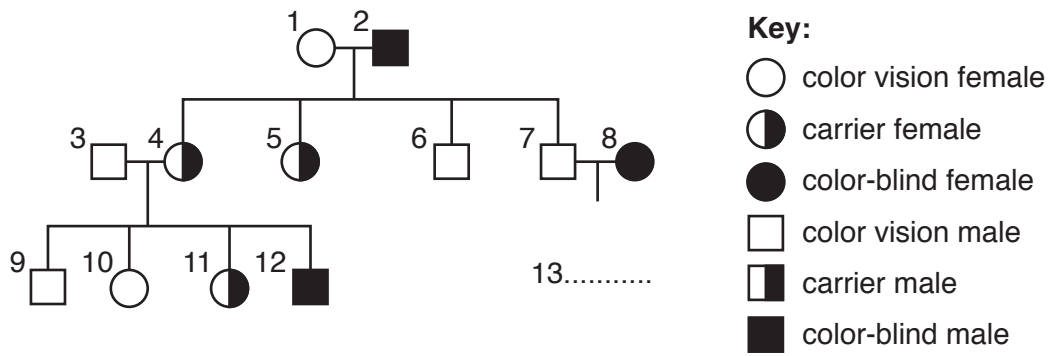 1 2
3 4 5 6 7 8
9 10 11 12 13...........
Key:
color vision female
carrier female
color-blind female
color vision male
carrier male
color-blind male